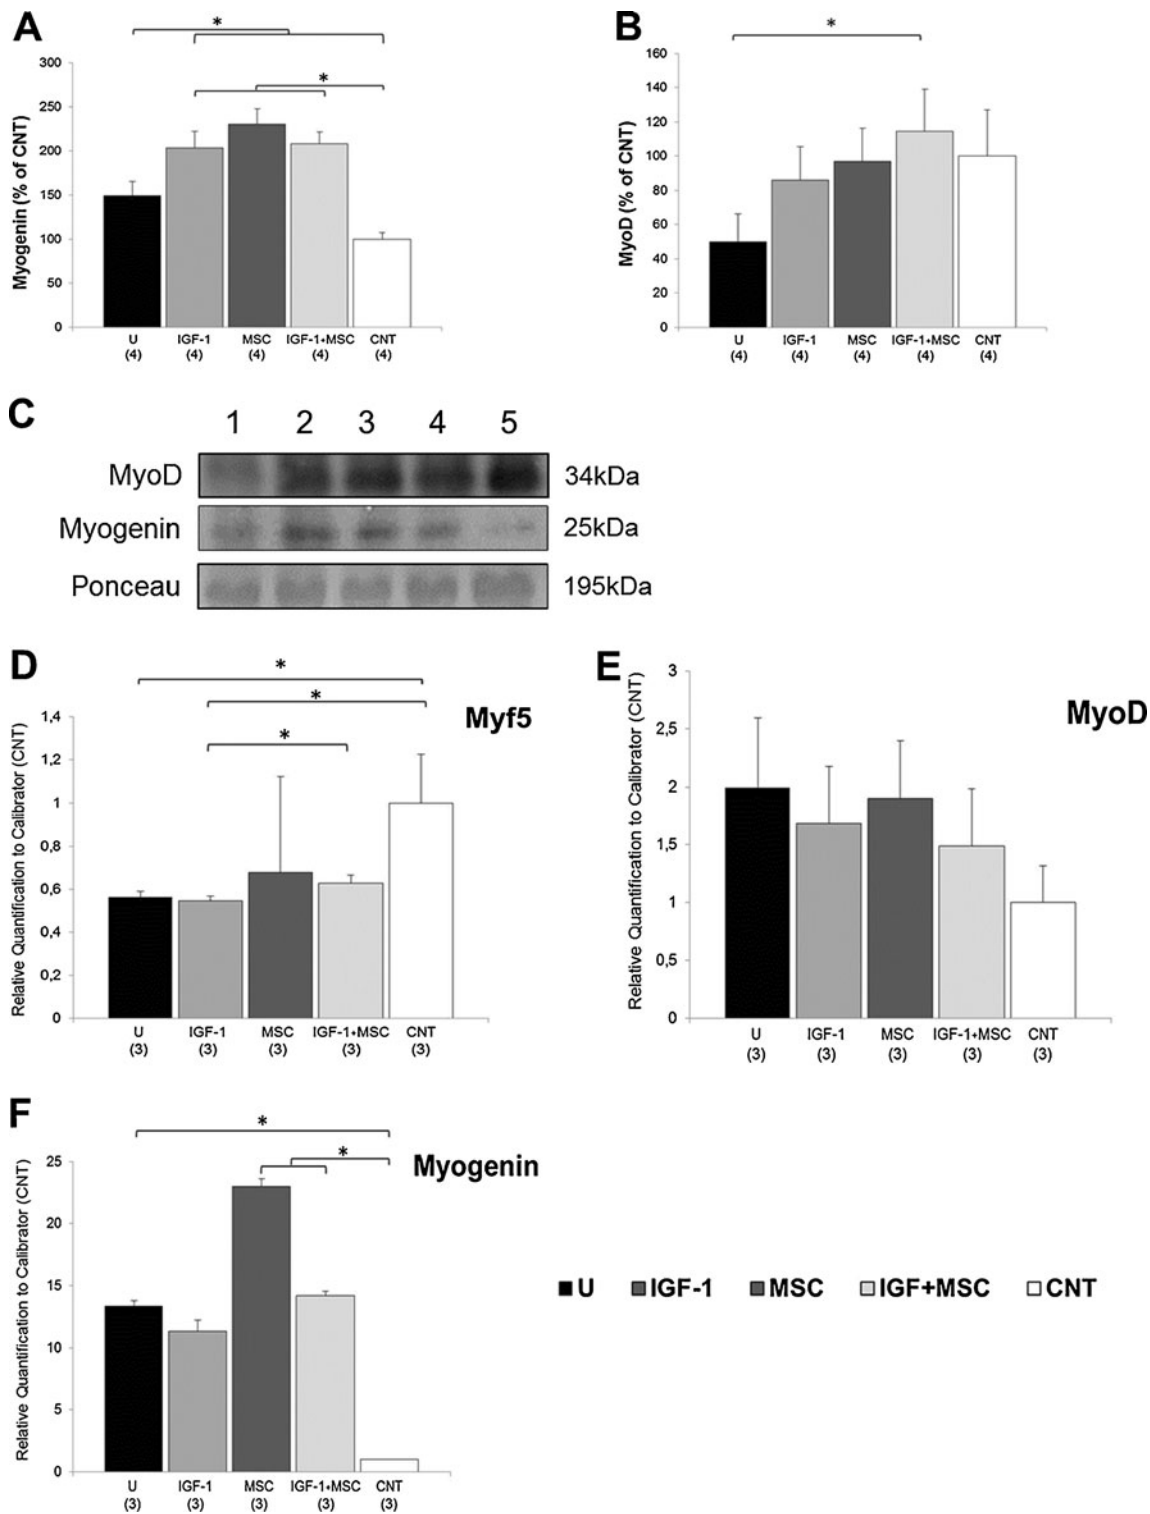 A
*
*
Myogenin (% of CNT)
300
250
200
150
100
50
0
U IGF-1 MSC IGF-1+MSC CNT
(4) (4) (4) (4) (4)
B
*
MyoD (% of CNT)
160
140
120
100
80
60
40
20
0
U IGF-1 MSC IGF-1+MSC CNT
(4) (4) (4) (4) (4)
C
1 2 3 4 5
MyoD 34kDa
Myogenin 25kDa
Ponceau 195kDa
D
*
*
*
Myf5
Relative Quantification to Calibrator (CNT)
1,4
1,2
1
0,8
0,6
0,4
0,2
0
U IGF-1 MSC IGF-1+MSC CNT
(3) (3) (3) (3) (3)
E
MyoD
Relative Quantification to Calibrator (CNT)
3
2,5
2
1,5
1
0,5
0
U IGF-1 MSC IGF-1+MSC CNT
(3) (3) (3) (3) (3)
F
*
*
Myogenin
Relative Quantification to Calibrator (CNT)
25
20
15
10
5
0
U IGF-1 MSC IGF-1+MSC CNT
(3) (3) (3) (3) (3)
U IGF-1 MSC IGF+MSC CNT